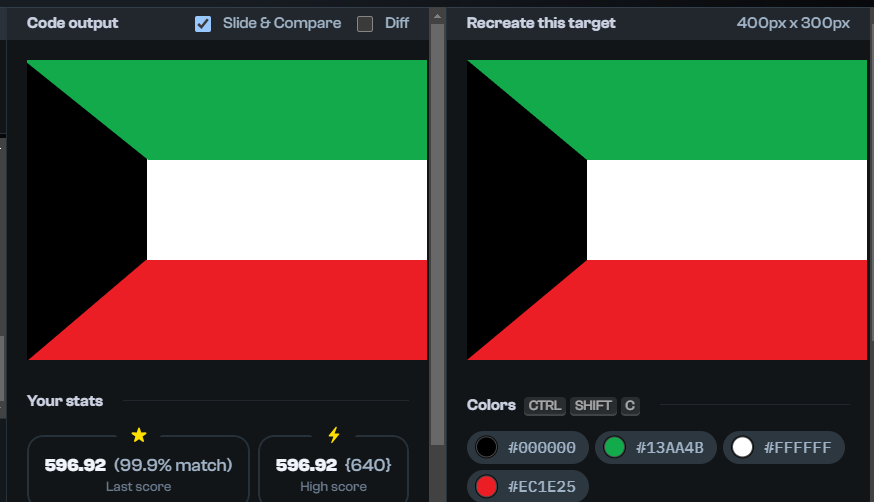 Code output Slide & Compare Diff
Your stats
596.92 (99.9% match)
Last score
596.92 {640}
High score
Recreate this target 400px x 300px
Colors CTRL SHIFT C
#000000 #13AA4B #FFFFFF
#EC1E25